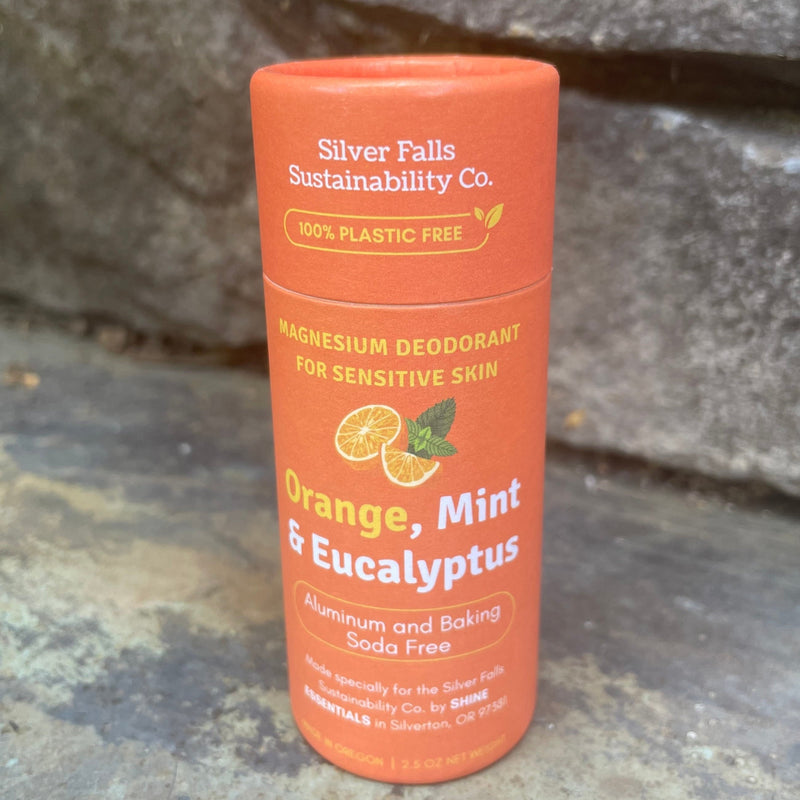 Silver Falls
Sustainability Co.
100% PLASTIC FREE
MAGNESIUM DEODORANT
FOR SENSITIVE SKIN
Orange, Mint
& Eucalyptus
Aluminum and Baking
Soda Free
Made specially for the Silver Falls
Sustainability Co. by SHINE
ESSENTIALS in Silverton, OR 97381
MADE IN OREGON | 2.5 OZ NET WEIGHT